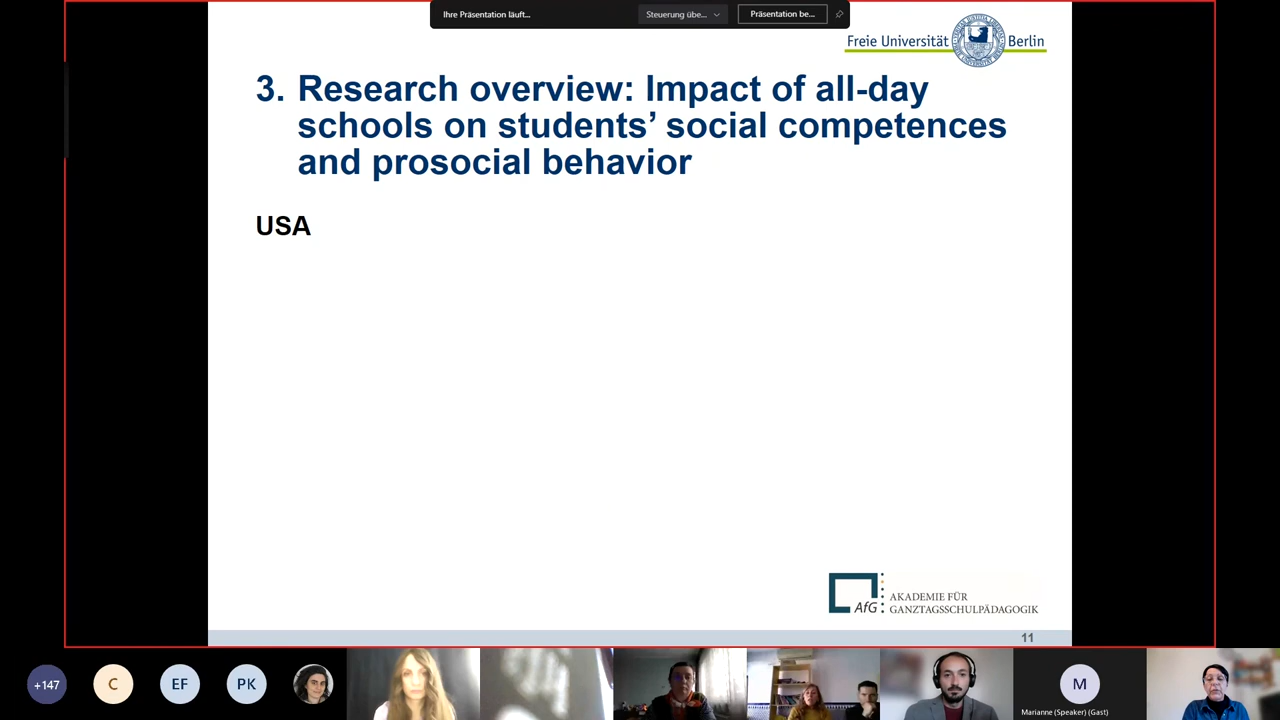 Ihre Präsentation läuft...
Steuerung übe...
Präsentation be...
Freie Universität Berlin
3. Research overview: Impact of all-day
schools on students’ social competences
and prosocial behavior
USA
AfG
AKADEMIE FÜR
GANZTAGSSCHULPÄDAGOGIK
11
+147
C
EF
PK
M
Marianne (Speaker) (Gast)